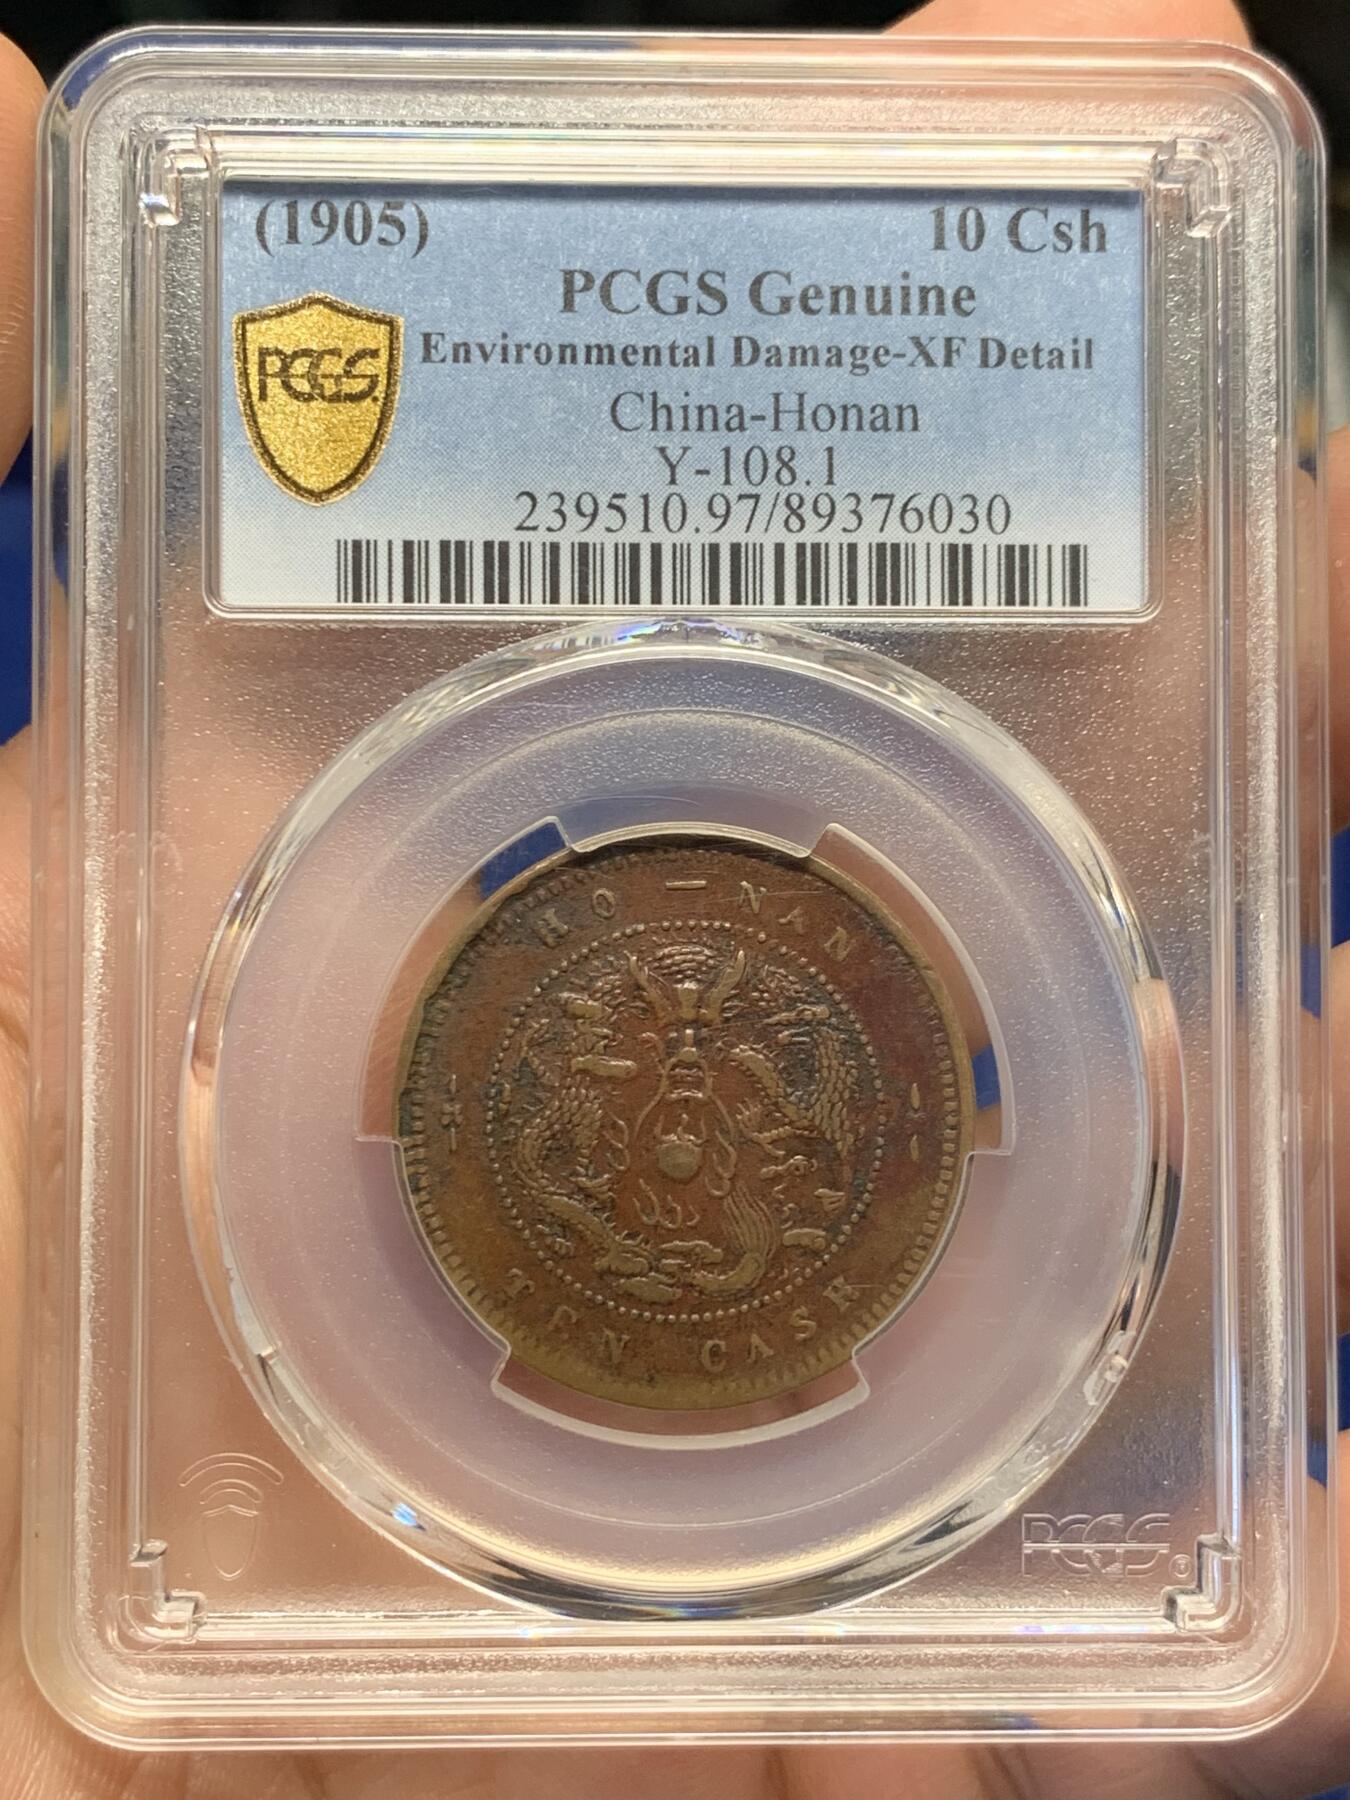 (1905) 10 Csh
PCGS Genuine
PCGS
Environmental Damage-XF Detail
China-Honan
Y-108.1
239510.97/89376030
HO-NAN
TEN CASH
PCGS